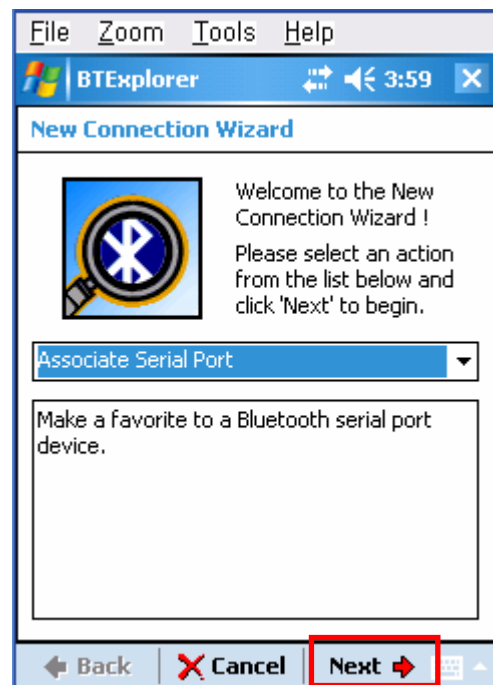 File Zoom Tools Help
BTExplorer 3:59
New Connection Wizard
Welcome to the New
Connection Wizard !
Please select an action
from the list below and
click 'Next' to begin.
Associate Serial Port
Make a favorite to a Bluetooth serial port
device.
Back Cancel Next